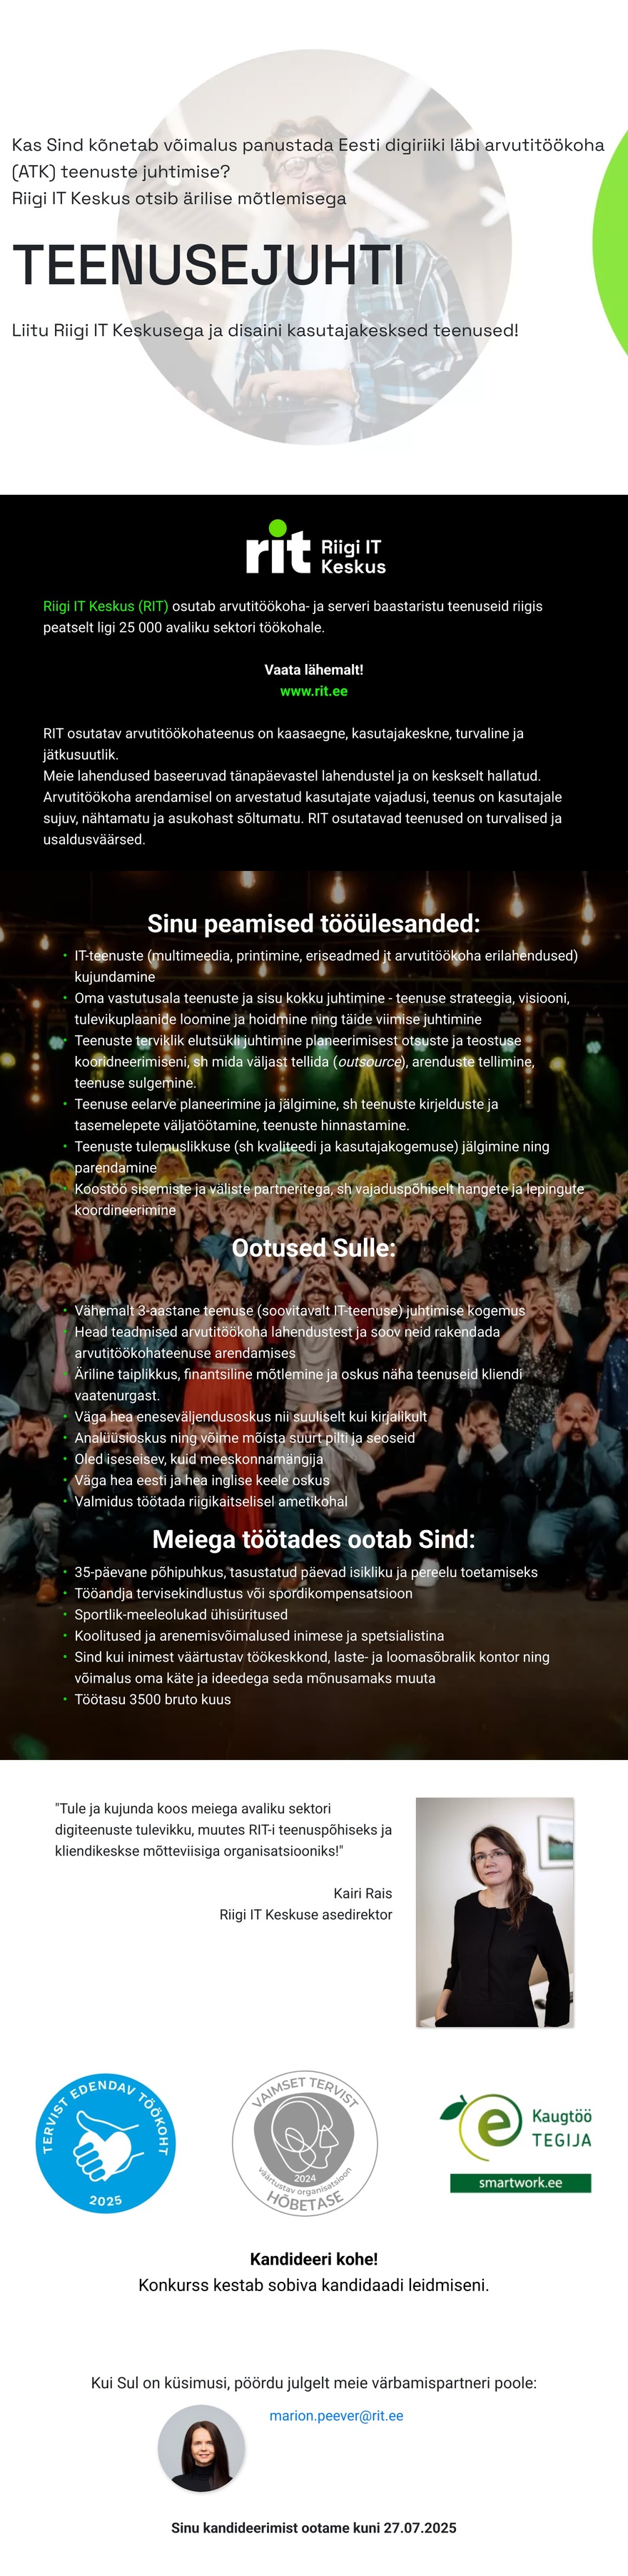 Kas Sind kõnetab võimalus panustada Eesti digiriiki läbi arvutitöökoha
(ATK) teenuste juhtimise?
Riigi IT Keskus otsib ärilise mõtlemisega
TEENUSEJUHTI
Liitu Riigi IT Keskusega ja disaini kasutajakesksed teenused!
rit Riigi IT
Keskus
Riigi IT Keskus (RIT) osutab arvutitöökoha- ja serveri baastaristu teenuseid riigis
peatselt ligi 25 000 avaliku sektori töökohale.
Vaata lähemalt!
www.rit.ee
RIT osutatav arvutitöökohateenus on kaasaegne, kasutajakeskne, turvaline ja
jätkusuutlik.
Meie lahendused baseeruvad tänapäevastel lahendustel ja on keskselt hallatud.
Arvutitöökoha arendamisel on arvestatud kasutajate vajadusi, teenus on kasutajale
sujuv, nähtamatu ja asukohast sõltumatu. RIT osutatavad teenused on turvalised ja
usaldusväärsed.
Sinu peamised tööülesanded:
• IT-teenuste (multimeedia, printimine, eriseadmed jt arvutitöökoha erilahendused)
kujundamine
• Oma vastutusala teenuste ja sisu kokku juhtimine - teenuse strateegia, visiooni,
tulevikuplaanide loomine ja hoidmine ning täide viimise juhtimine
• Teenuste terviklik elutsükli juhtimine planeerimisest otsuste ja teostuse
kooridneerimiseni, sh mida väljast tellida (outsource), arenduste tellimine,
teenuse sulgemine.
• Teenuse eelarve planeerimine ja jälgimine, sh teenuste kirjelduste ja
tasemelepete väljatöötamine, teenuste hinnastamine.
• Teenuste tulemuslikkuse (sh kvaliteedi ja kasutajakogemuse) jälgimine ning
parendamine
• Koostöö sisemiste ja väliste partneritega, sh vajaduspõhiselt hangete ja lepingute
koordineerimine
Ootused Sulle:
• Vähemalt 3-aastane teenuse (soovitavalt IT-teenuse) juhtimise kogemus
• Head teadmised arvutitöökoha lahendustest ja soov neid rakendada
arvutitöökohateenuse arendamises
• Äriline taiplikkus, finantsiline mõtlemine ja oskus näha teenuseid kliendi
vaatenurgast.
• Väga hea eneseväljendusoskus nii suuliselt kui kirjalikult
• Analüüsioskus ning võime mõista suurt pilti ja seoseid
• Oled iseseisev, kuid meeskonnamängija
• Väga hea eesti ja hea inglise keele oskus
• Valmidus töötada riigikaitselisel ametikohal
Meiega töötades ootab Sind:
• 35-päevane põhipuhkus, tasustatud päevad isikliku ja pereelu toetamiseks
• Tööandja tervisekindlustus või spordikompensatsioon
• Sportlik-meeleolukad ühisüritused
• Koolitused ja arenemisvõimalused inimese ja spetsialistina
• Sind kui inimest väärtustav töökeskkond, laste- ja loomasõbralik kontor ning
võimalus oma käte ja ideedega seda mõnusamaks muuta
• Töötasu 3500 bruto kuus
"Tule ja kujunda koos meiega avaliku sektori
digiteenuste tulevikku, muutes RIT-i teenuspõhiseks ja
kliendikeskse mõtteviisiga organisatsiooniks!"
Kairi Rais
Riigi IT Keskuse asedirektor
TERVIST EDENDAV TÖÖKOHT
2025
VAIMSET TERVIST
2024
väärtustav organisatsioon
HÕBETASE
e Kaugtöö
TEGIJA
smartwork.ee
Kandideeri kohe!
Konkurss kestab sobiva kandidaadi leidmiseni.
Kui Sul on küsimusi, pöördu julgelt meie värbamispartneri poole:
marion.peever@rit.ee
Sinu kandideerimist ootame kuni 27.07.2025